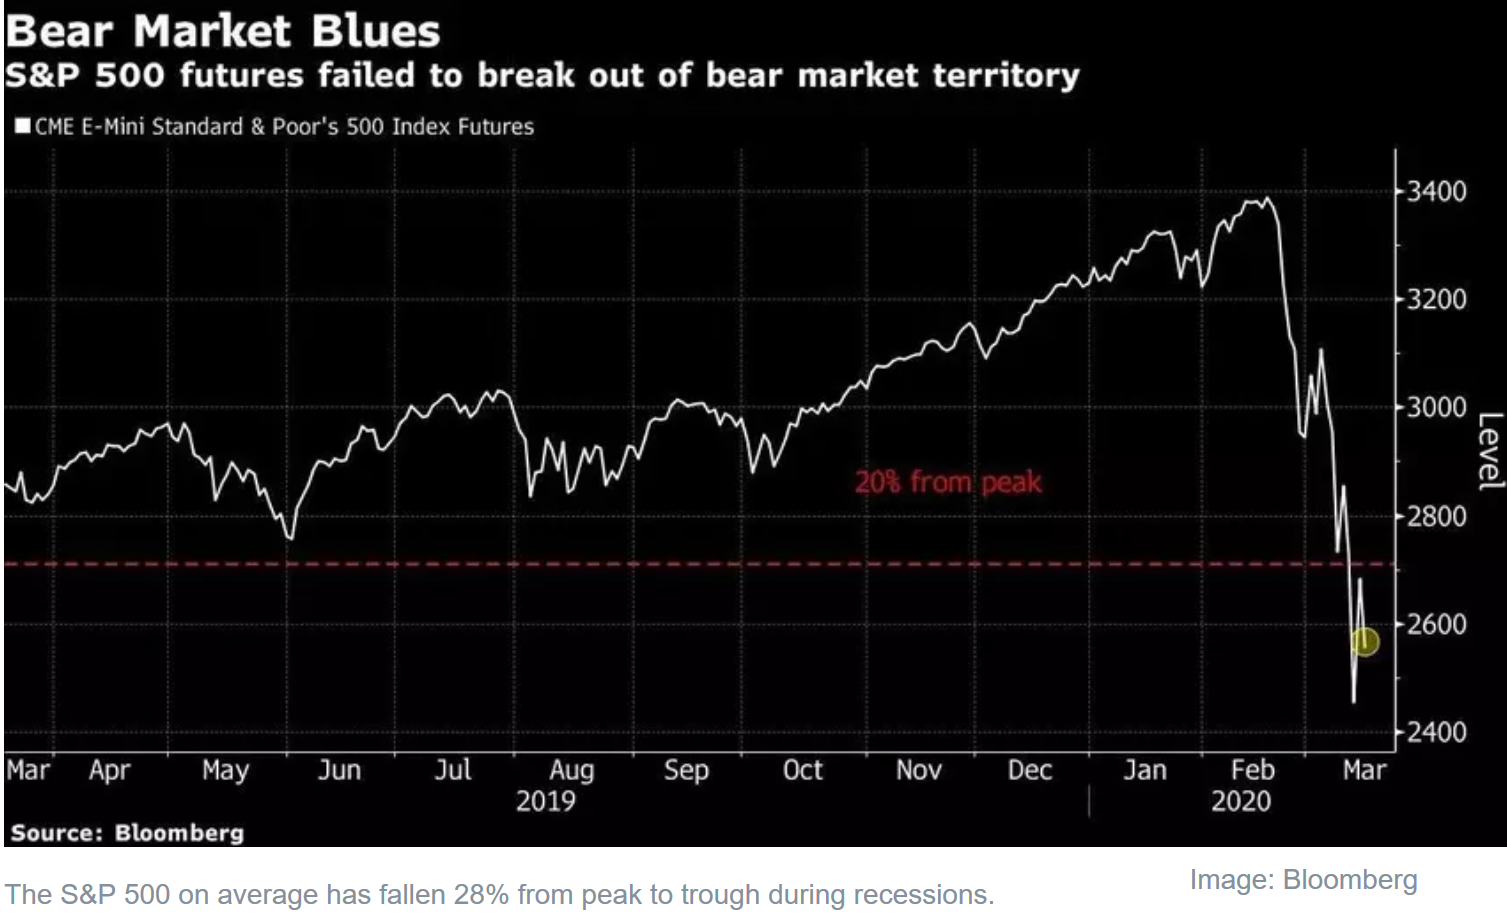 Bear Market Blues
S&P 500 futures failed to break out of bear market territory
CME E-Mini Standard & Poor's 500 Index Futures
3400
3200
3000
20% from peak
2800
2600
2400
Level
Mar Apr May Jun Jul Aug Sep Oct Nov Dec Jan Feb Mar
2019 2020
Source: Bloomberg
The S&P 500 on average has fallen 28% from peak to trough during recessions.
Image: Bloomberg